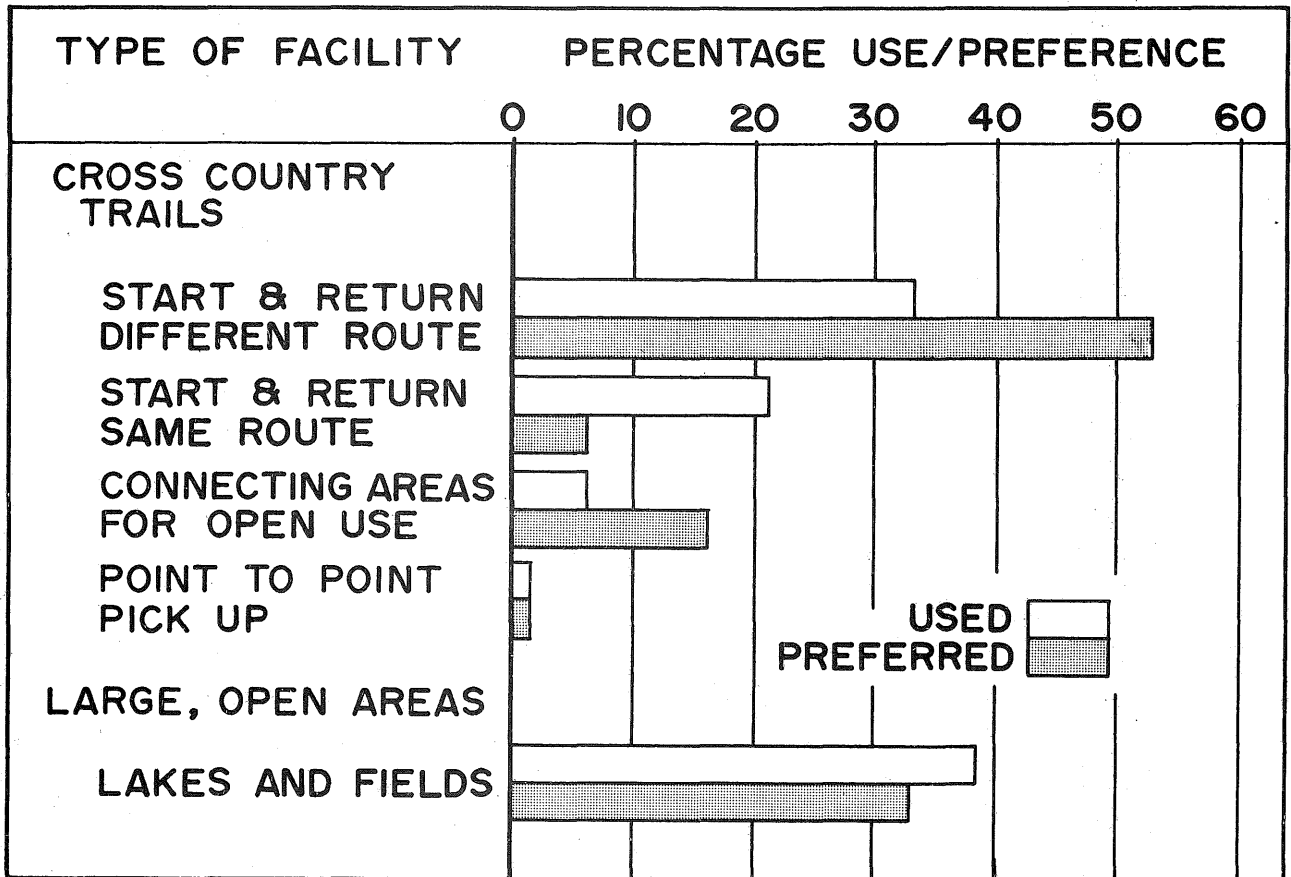 TYPE OF FACILITY PERCENTAGE USE/PREFERENCE
0 10 20 30 40 50 60
CROSS COUNTRY
TRAILS
START & RETURN
DIFFERENT ROUTE
START & RETURN
SAME ROUTE
CONNECTING AREAS
FOR OPEN USE
POINT TO POINT
PICK UP
USED
PREFERRED
LARGE, OPEN AREAS
LAKES AND FIELDS